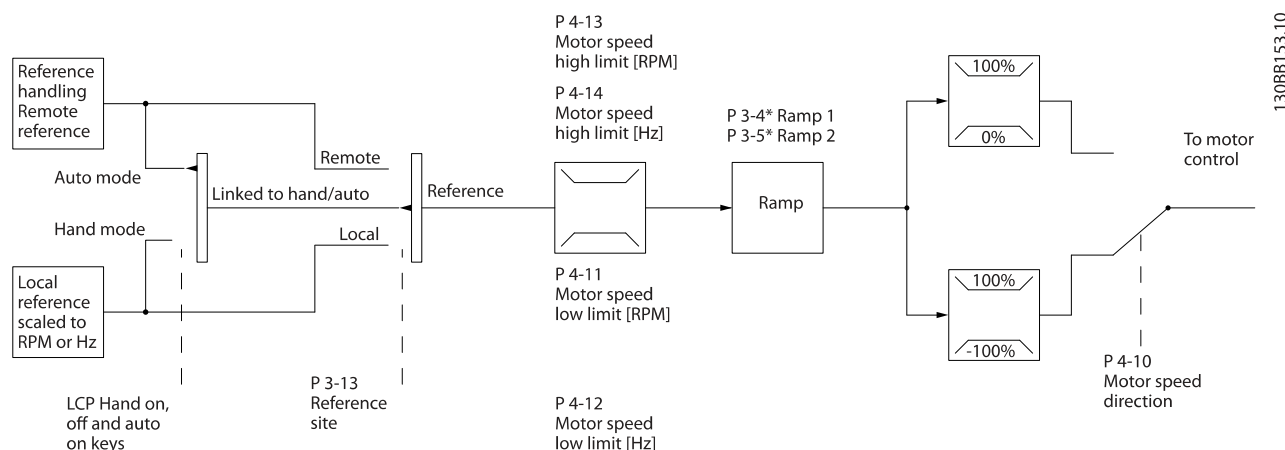 130BB153.10
P 4-13
Motor speed
high limit [RPM]
P 4-14
Motor speed
high limit [Hz]
Reference
handling
Remote
reference
Auto mode
Hand mode
Local
reference
scaled to
RPM or Hz
LCP Hand on,
off and auto
on keys
Linked to hand/auto
Remote
Local
P 3-13
Reference
site
Reference
P 4-11
Motor speed
low limit [RPM]
P 4-12
Motor speed
low limit [Hz]
P 3-4* Ramp 1
P 3-5* Ramp 2
Ramp
100%
0%
100%
-100%
To motor
control
P 4-10
Motor speed
direction